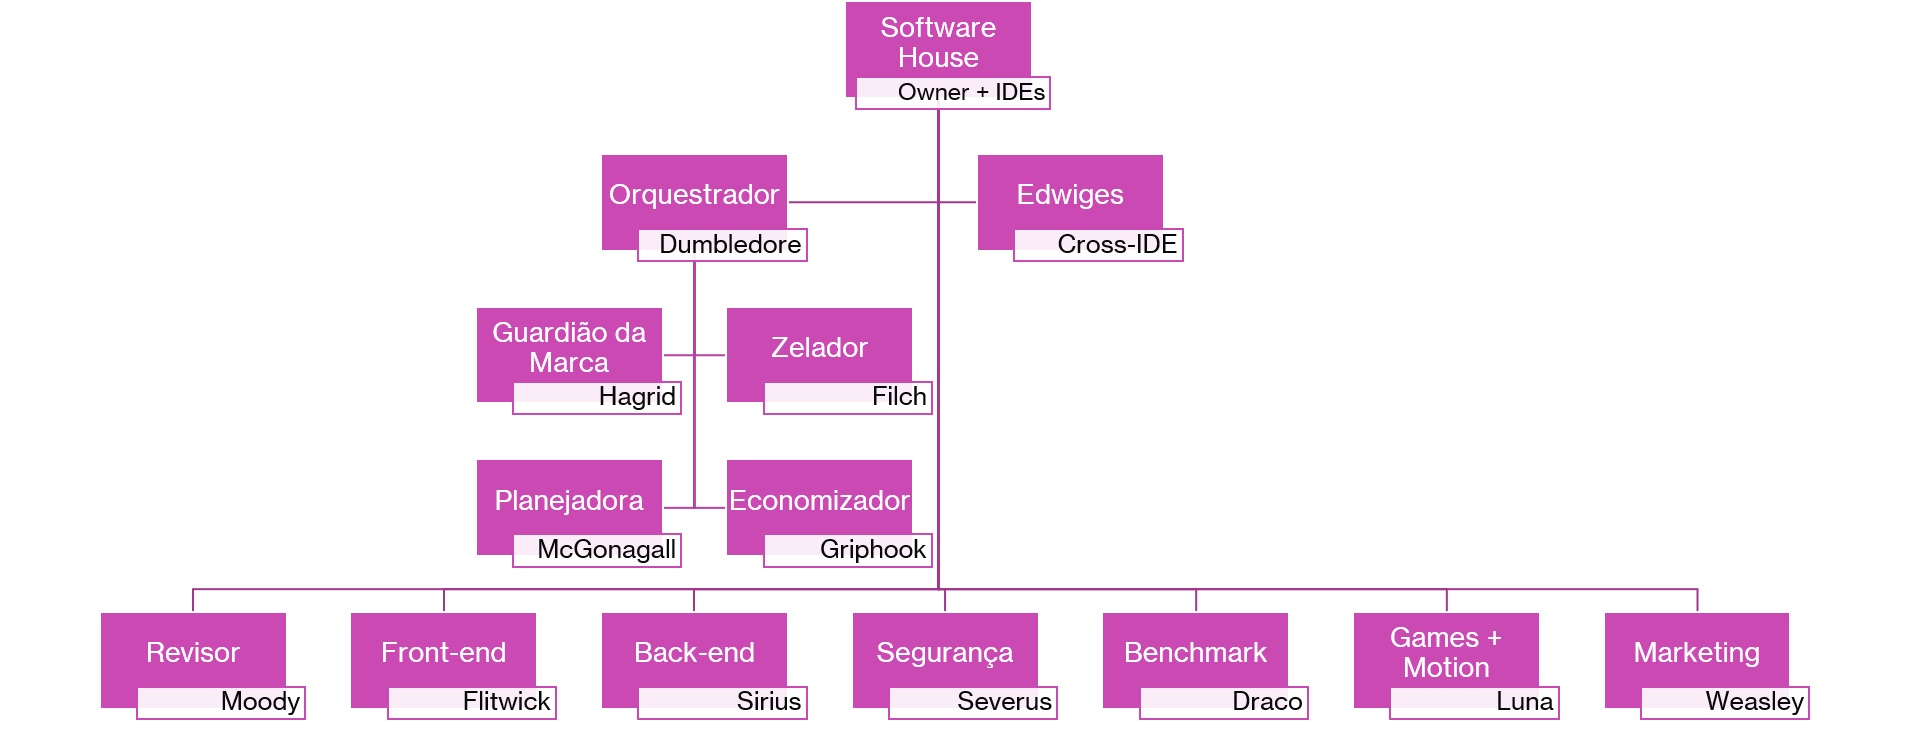 Software
House
Owner + IDEs
Orquestrador
Dumbledore
Edwiges
Cross-IDE
Guardião da
Marca
Hagrid
Zelador
Filch
Planejadora
McGonagall
Economizador
Griphook
Revisor
Moody
Front-end
Flitwick
Back-end
Sirius
Segurança
Severus
Benchmark
Draco
Games +
Motion
Luna
Marketing
Weasley